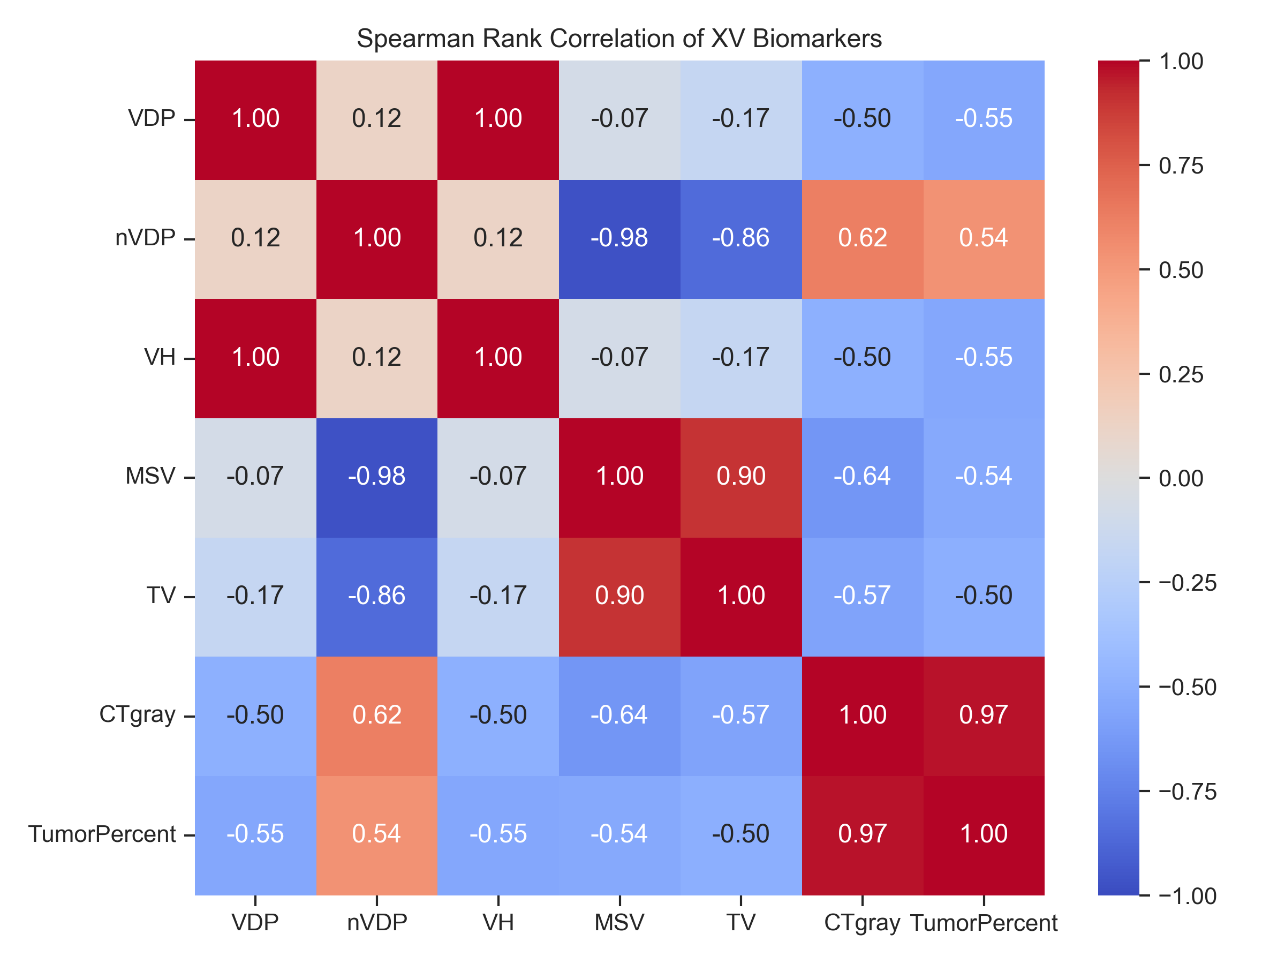 Spearman Rank Correlation of XV Biomarkers
VDP 1.00 0.12 1.00 -0.07 -0.17 -0.50 -0.55
nVDP 0.12 1.00 0.12 -0.98 -0.86 0.62 0.54
VH 1.00 0.12 1.00 -0.07 -0.17 -0.50 -0.55
MSV -0.07 -0.98 -0.07 1.00 0.90 -0.64 -0.54
TV -0.17 -0.86 -0.17 0.90 1.00 -0.57 -0.50
CTgray -0.50 0.62 -0.50 -0.64 -0.57 1.00 0.97
TumorPercent -0.55 0.54 -0.55 -0.54 -0.50 0.97 1.00
VDP nVDP VH MSV TV CTgray TumorPercent
1.00
0.75
0.50
0.25
0.00
−0.25
−0.50
−0.75
−1.00